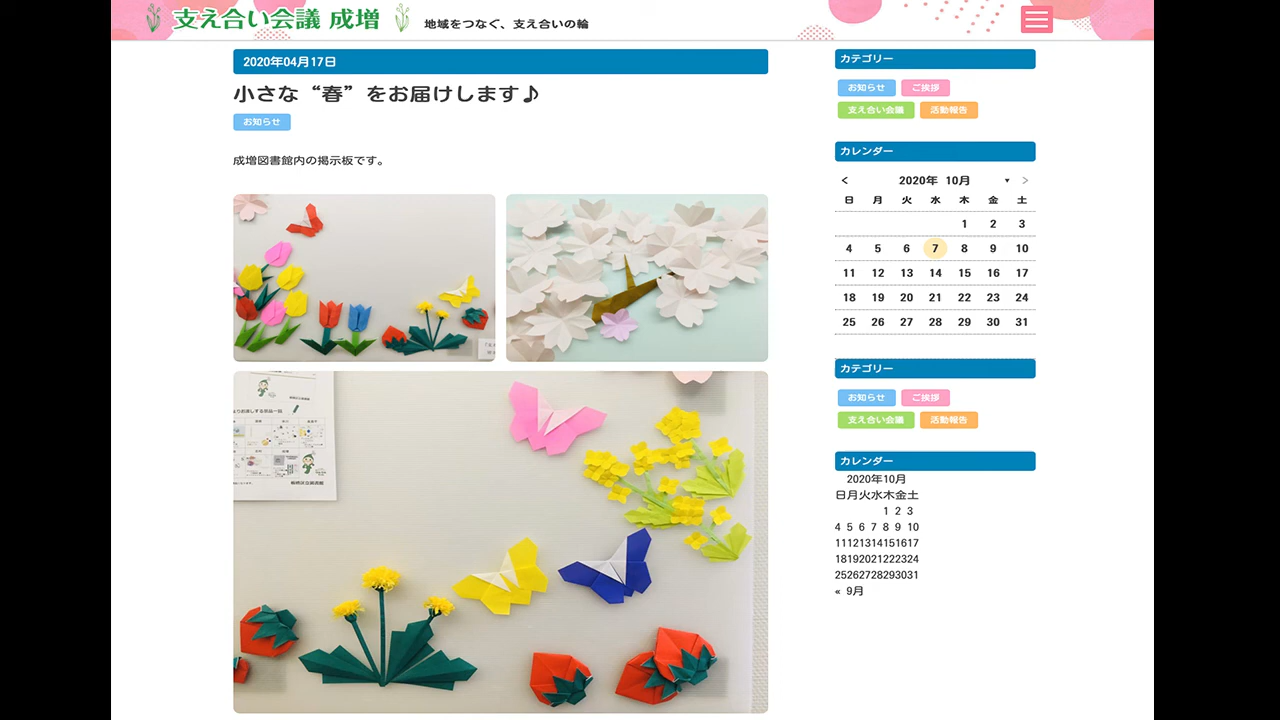 支え合い会議 成増
地域をつなぐ、支え合いの輪
2020年04月17日
小さな“春”をお届けします♪
お知らせ
成増図書館内の掲示板です。
カテゴリー
お知らせ ご挨拶
支え合い会議 活動報告
カレンダー
< 2020年 10月 ▼ >
日 月 火 水 木 金 土
1 2 3
4 5 6 7 8 9 10
11 12 13 14 15 16 17
18 19 20 21 22 23 24
25 26 27 28 29 30 31
カテゴリー
お知らせ ご挨拶
支え合い会議 活動報告
カレンダー
2020年10月
日月火水木金土
1 2 3
4 5 6 7 8 9 10
11121314151617
18192021222324
25262728293031
« 9月